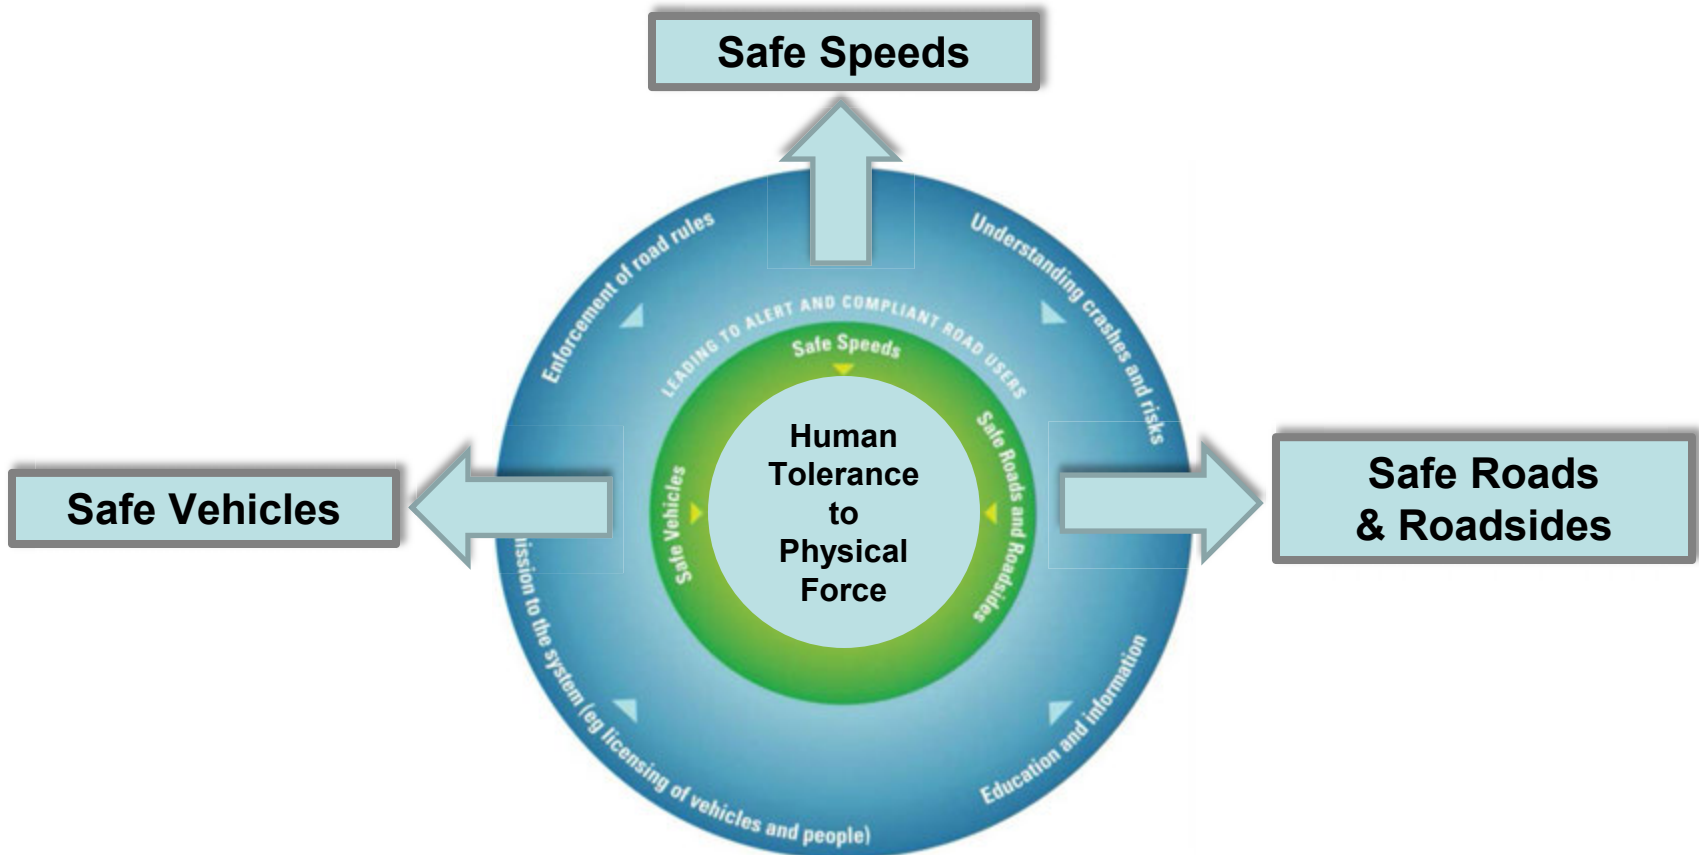 Safe Speeds
Enforcement of road rules
Understanding crashes and risks
LEADING TO ALERT AND COMPLIANT ROAD USERS
Safe Speeds
Safe Vehicles
Safe Roads and Roadsides
Human
Tolerance
to
Physical
Force
Safe Vehicles
Safe Roads
& Roadsides
to the system (eg licensing of vehicles and people)
Education and information